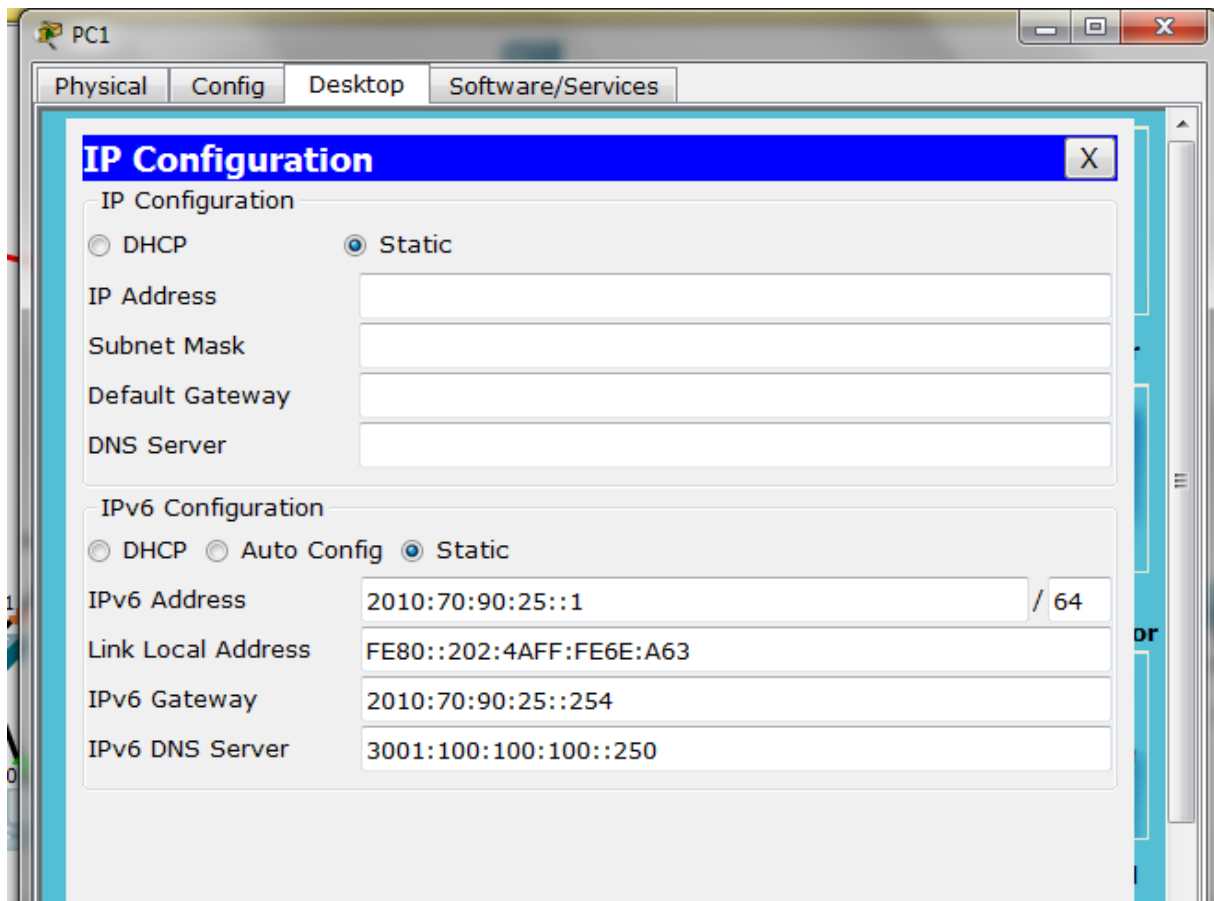 PC1
Physical Config Desktop Software/Services
IP Configuration X
IP Configuration
DHCP Static
IP Address
Subnet Mask
Default Gateway
DNS Server
IPv6 Configuration
DHCP Auto Config Static
IPv6 Address 2010:70:90:25::1 / 64
Link Local Address FE80::202:4AFF:FE6E:A63
or
IPv6 Gateway 2010:70:90:25::254
IPv6 DNS Server 3001:100:100:100::250